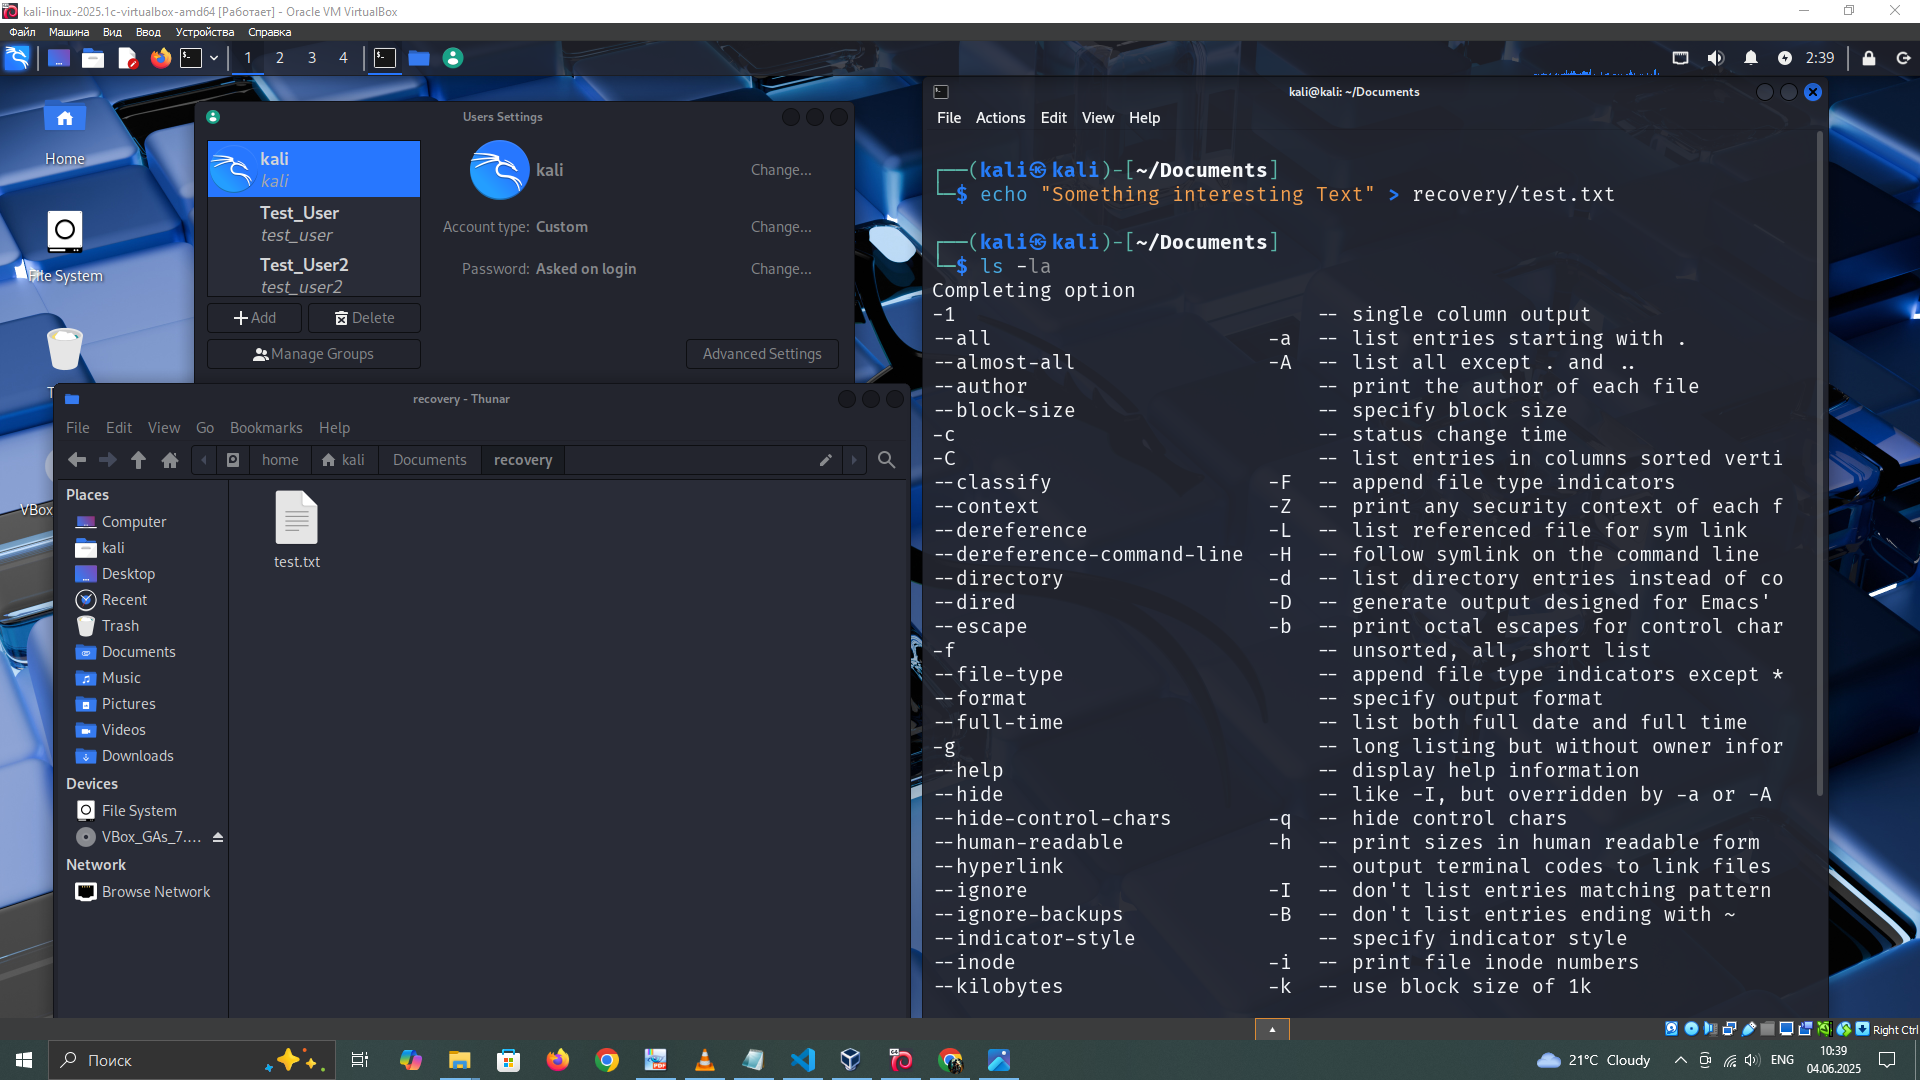 kali-linux-2025.1c-virtualbox-amd64 [Работает] - Oracle VM VirtualBox
Файл Машина Вид Ввод Устройства Справка
1 2 3 4
2:39
Home
File System
Users Settings
kali
kali
Test_User
test_user
Test_User2
test_user2
Add
Delete
Manage Groups
kali
Change...
Account type: Custom
Change...
Password: Asked on login
Change...
Advanced Settings
recovery - Thunar
File Edit View Go Bookmarks Help
home kali Documents recovery
Places
Computer
kali
Desktop
Recent
Trash
Documents
Music
Pictures
Videos
Downloads
Devices
File System
VBox_GAs_7....
Network
Browse Network
test.txt
kali@kali: ~/Documents
File Actions Edit View Help
┌──(kali㉿kali)-[~/Documents]
└─$ echo "Something interesting Text" > recovery/test.txt
┌──(kali㉿kali)-[~/Documents]
└─$ ls -la
Completing option
-1 -- single column output
--all -a -- list entries starting with .
--almost-all -A -- list all except . and ..
--author -- print the author of each file
--block-size -- specify block size
-c -- status change time
-C -- list entries in columns sorted verti
--classify -F -- append file type indicators
--context -Z -- print any security context of each f
--dereference -L -- list referenced file for sym link
--dereference-command-line -H -- follow symlink on the command line
--directory -d -- list directory entries instead of co
--dired -D -- generate output designed for Emacs'
--escape -b -- print octal escapes for control char
-f -- unsorted, all, short list
--file-type -- append file type indicators except *
--format -- specify output format
--full-time -- list both full date and full time
-g -- long listing but without owner infor
--help -- display help information
--hide -- like -I, but overridden by -a or -A
--hide-control-chars -q -- hide control chars
--human-readable -h -- print sizes in human readable form
--hyperlink -- output terminal codes to link files
--ignore -I -- don't list entries matching pattern
--ignore-backups -B -- don't list entries ending with ~
--indicator-style -- specify indicator style
--inode -i -- print file inode numbers
--kilobytes -k -- use block size of 1k
Right Ctrl
Поиск
21°C Cloudy
ENG
10:39
04.06.2025